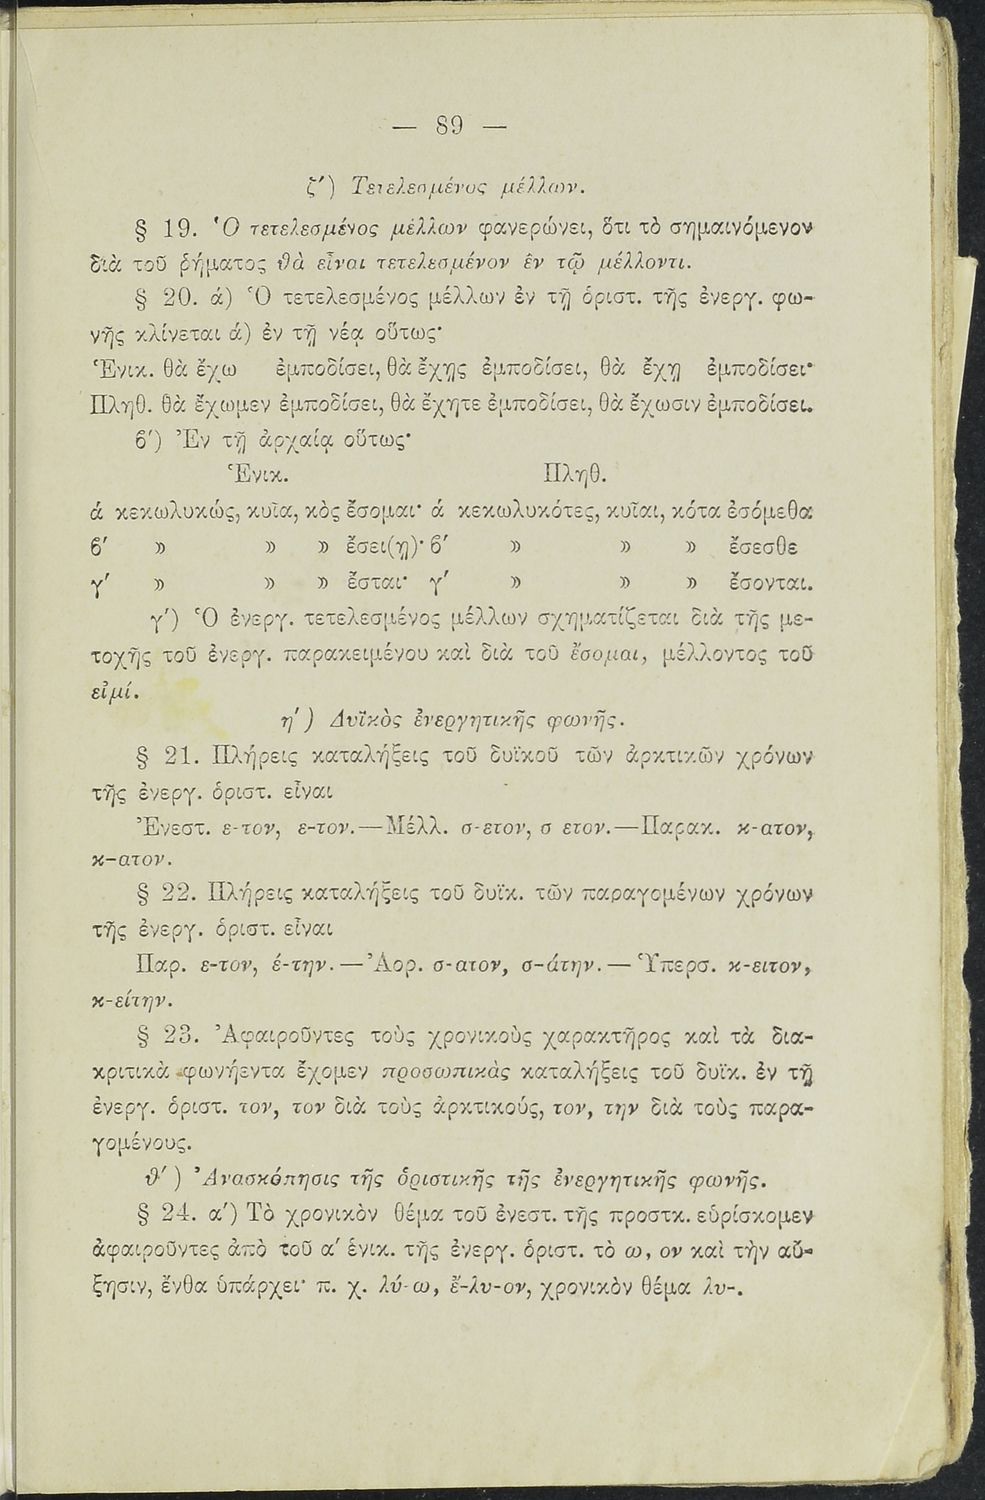 — 89 —
ζ′) Τετελεσμένος μέλλων.
§ 19. Ὁ τετελεσμένος μέλλων φανερώνει, ὅτι τὸ σημαινόμενον
διὰ τοῦ ῥήματος θὰ εἶναι τετελεσμένον ἐν τῷ μέλλοντι.
§ 20. ά) Ὁ τετελεσμένος μέλλων ἐν τῇ ὁριστ. τῆς ἐνεργ. φω-
νῆς κλίνεται ά) ἐν τῇ νέᾳ οὕτως·
Ἑνικ. θὰ ἔχω ἐμποδίσει, θὰ ἔχῃς ἐμποδίσει, θὰ ἔχῃ ἐμποδίσει·
Πληθ. θὰ ἔχωμεν ἐμποδίσει, θὰ ἔχητε ἐμποδίσει, θὰ ἔχωσιν ἐμποδίσει.
ϐ′) Ἐν τῇ ἀρχαίᾳ οὕτως·
Ἑνικ. Πληθ.
ά κεκωλυκώς, κυῖα, κὸς ἔσομαι· ά κεκωλυκότες, κυῖαι, κότα ἐσόμεθα
ϐ′ » » » ἔσει(ῃ)· ϐ′ » » » ἔσεσθε
γ′ » » » ἔσται· γ′ » » » ἔσονται.
γ′) Ὁ ἐνεργ. τετελεσμένος μέλλων σχηματίζεται διὰ τῆς με-
τοχῆς τοῦ ἐνεργ. παρακειμένου καὶ διὰ τοῦ ἔσομαι, μέλλοντος τοῦ
εἰμί.
η′) Δυϊκὸς ἐνεργητικῆς φωνῆς.
§ 21. Πλήρεις καταλήξεις τοῦ δυϊκοῦ τῶν ἀρκτικῶν χρόνων
τῆς ἐνεργ. ὁριστ. εἶναι
Ἐνεστ. ε-τον, ε-τον.—Μέλλ. σ-ετον, σ ετον.—Παρακ. κ-ατον,
κ-ατον.
§ 22. Πλήρεις καταλήξεις τοῦ δυϊκ. τῶν παραγομένων χρόνων
τῆς ἐνεργ. ὁριστ. εἶναι
Παρ. ε-τον, έ-την.—Ἀορ. σ-ατον, σ-άτην.—Ὑπερσ. κ-ειτον,
κ-είτην.
§ 23. Ἀφαιροῦντες τοὺς χρονικοὺς χαρακτῆρος καὶ τὰ δια-
κριτικὰ φωνήεντα ἔχομεν προσωπικὰς καταλήξεις τοῦ δυϊκ. ἐν τῇ
ἐνεργ. ὁριστ. τον, τον διὰ τοὺς ἀρκτικούς, τον, την διὰ τοὺς παρα-
γομένους.
θ′) Ἀνασκόπησις τῆς ὁριστικῆς τῆς ἐνεργητικῆς φωνῆς.
§ 24. α′) Τὸ χρονικὸν θέμα τοῦ ἐνεστ. τῆς προστκ. εὑρίσκομεν
ἀφαιροῦντες ἀπὸ τοῦ α′ ἑνικ. τῆς ἐνεργ. ὁριστ. τὸ ω, ον καὶ τὴν αὔ-
ξησιν, ἔνθα ὑπάρχει· π. χ. λύ-ω, ἔ-λυ-ον, χρονικὸν θέμα λυ-.